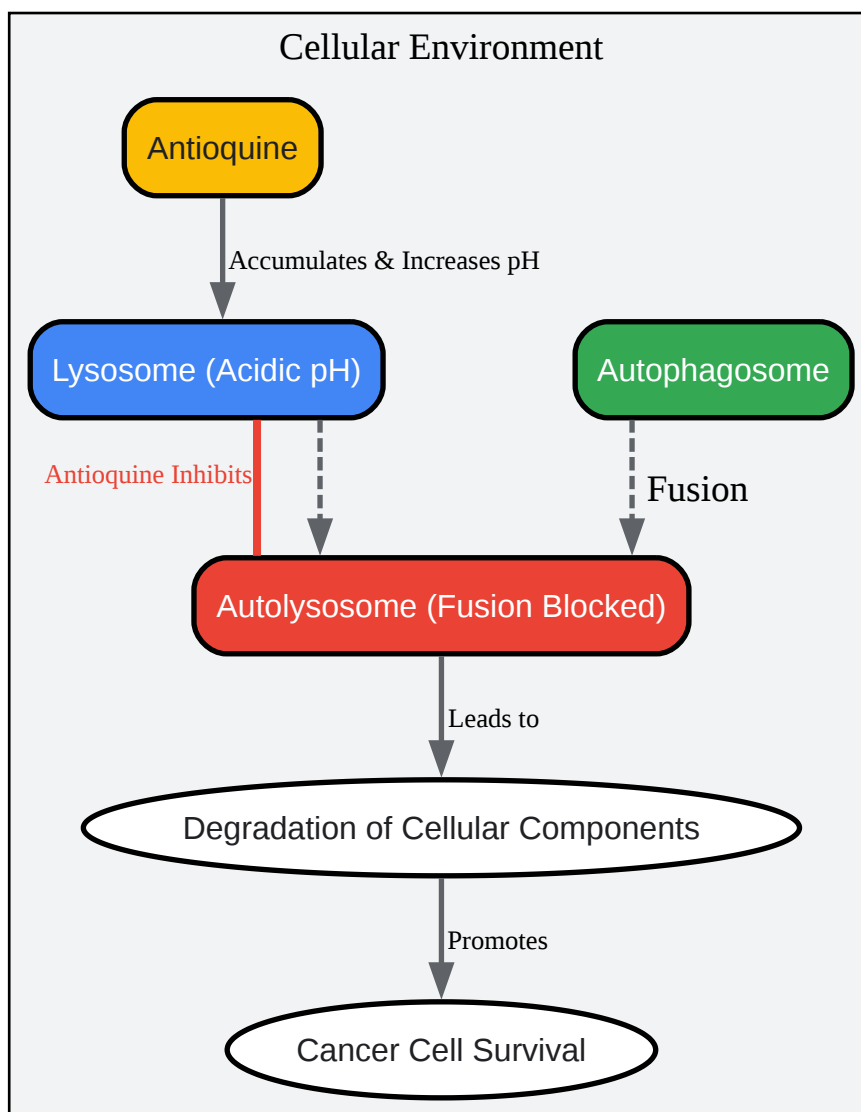 Cellular Environment
Antioquine
Accumulates & Increases pH
Lysosome (Acidic pH)
Autophagosome
Antioquine Inhibits
Fusion
Autolysosome (Fusion Blocked)
Leads to
Degradation of Cellular Components
Promotes
Cancer Cell Survival